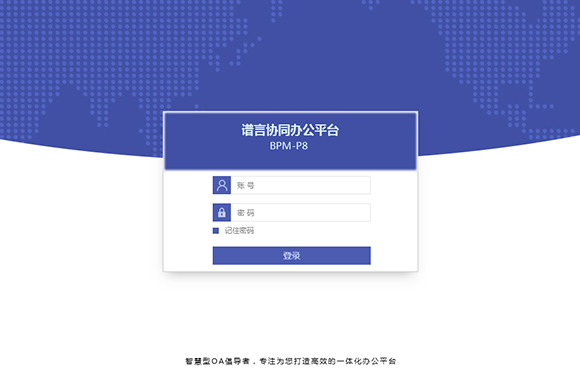 谱言协同办公平台
BPM-P8
账 号
密 码
记住密码
登录
智慧型OA倡导者，专注为您打造高效的一体化办公平台